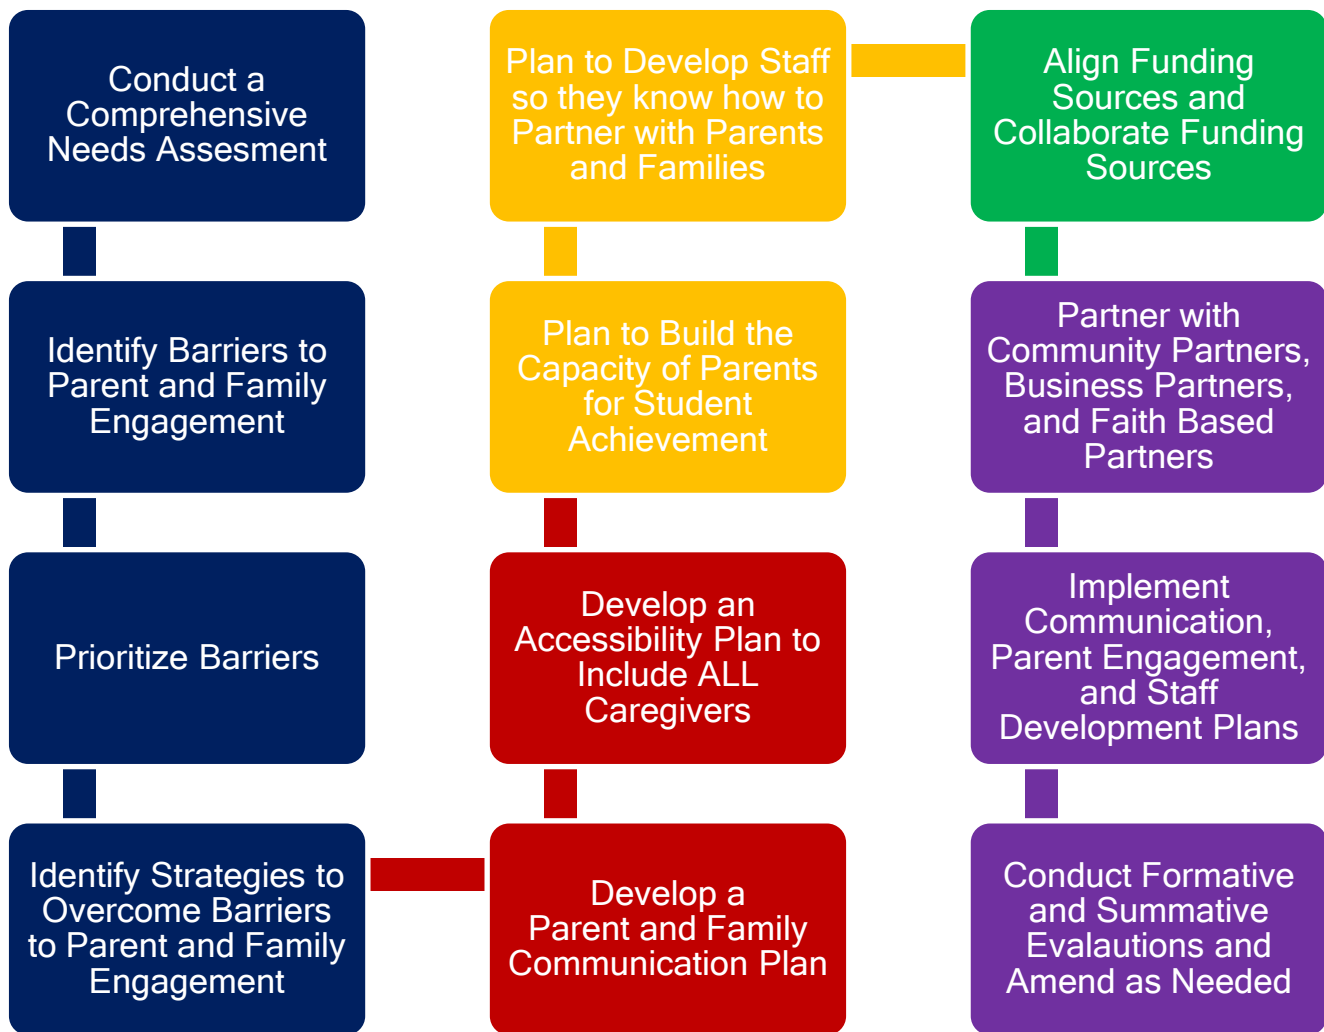 Conduct a
Comprehensive
Needs Assesment
Identify Barriers to
Parent and Family
Engagement
Prioritize Barriers
Identify Strategies to
Overcome Barriers
to Parent and Family
Engagement
Develop a
Parent and Family
Communication Plan
Develop an
Accessibility Plan to
Include ALL
Caregivers
Plan to Build the
Capacity of Parents
for Student
Achievement
Plan to Develop Staff
so they know how to
Partner with Parents
and Families
Align Funding
Sources and
Collaborate Funding
Sources
Partner with
Community Partners,
Business Partners,
and Faith Based
Partners
Implement
Communication,
Parent Engagement,
and Staff
Development Plans
Conduct Formative
and Summative
Evalautions and
Amend as Needed